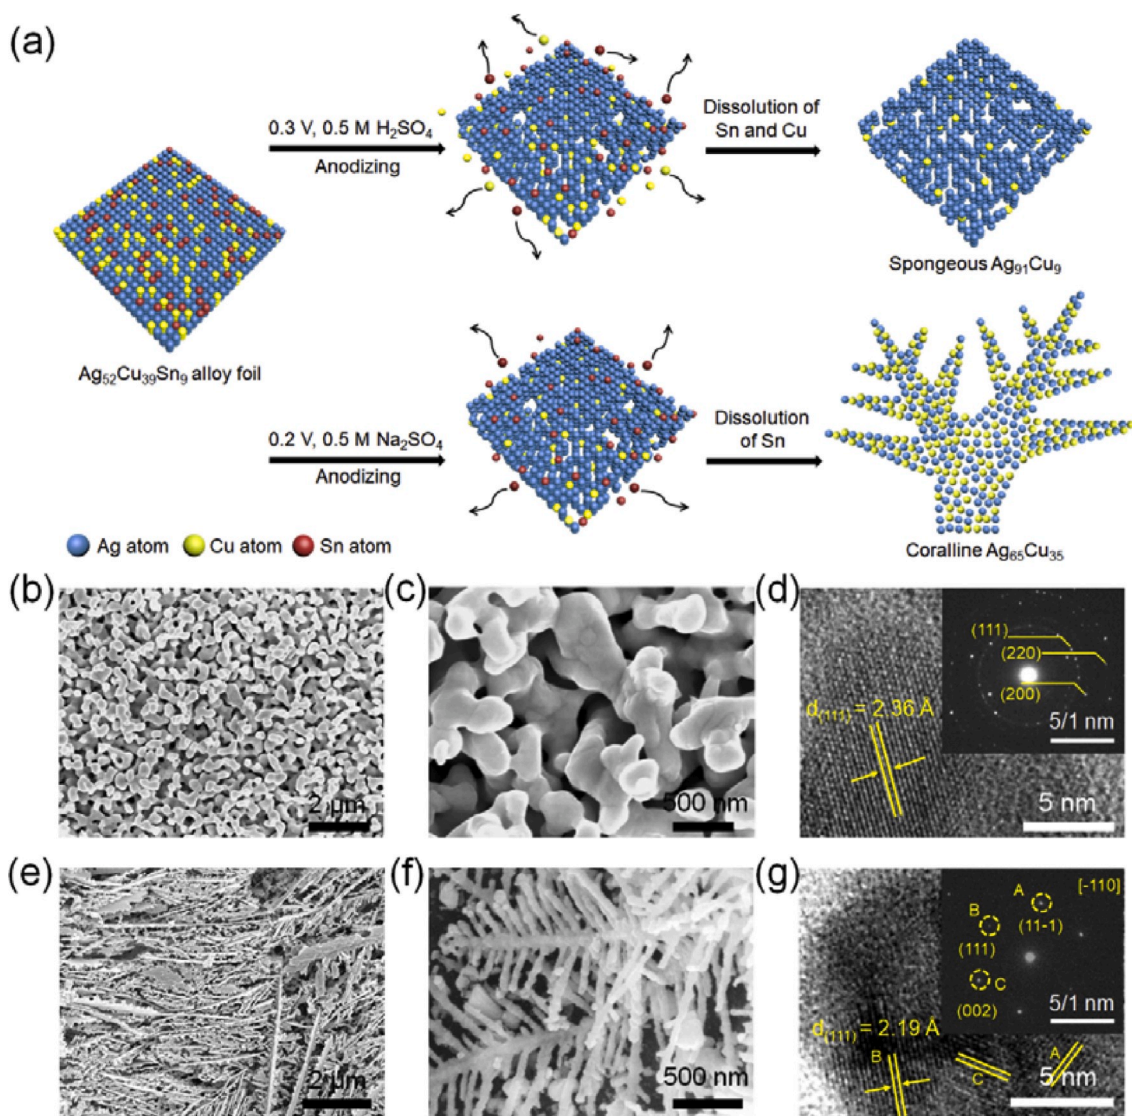 (a)
0.3 V, 0.5 M H₂SO₄
Anodizing
Dissolution of
Sn and Cu
Spongeous Ag₉₁Cu₉
Ag₅₂Cu₃₉Sn₉ alloy foil
0.2 V, 0.5 M Na₂SO₄
Anodizing
Dissolution
of Sn
Coralline Ag₆₅Cu₃₅
Ag atom
Cu atom
Sn atom
(b)
2 μm
(c)
500 nm
(d)
(111)
(220)
(200)
5/1 nm
d₍₁₁₁₎ = 2.36 Å
5 nm
(e)
2 μm
(f)
500 nm
(g)
[-110]
A
(11-1)
B
(111)
C
(002)
5/1 nm
d₍₁₁₁₎ = 2.19 Å
B
C
A
5 nm